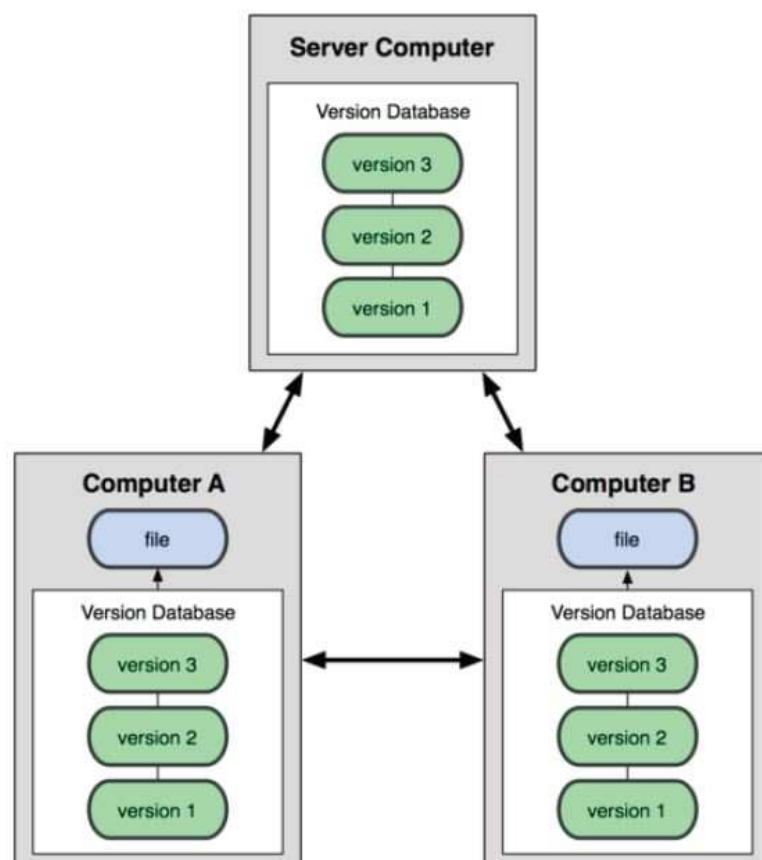 Server Computer
Version Database
version 3
version 2
version 1
Computer A
file
Version Database
version 3
version 2
version 1
Computer B
file
Version Database
version 3
version 2
version 1